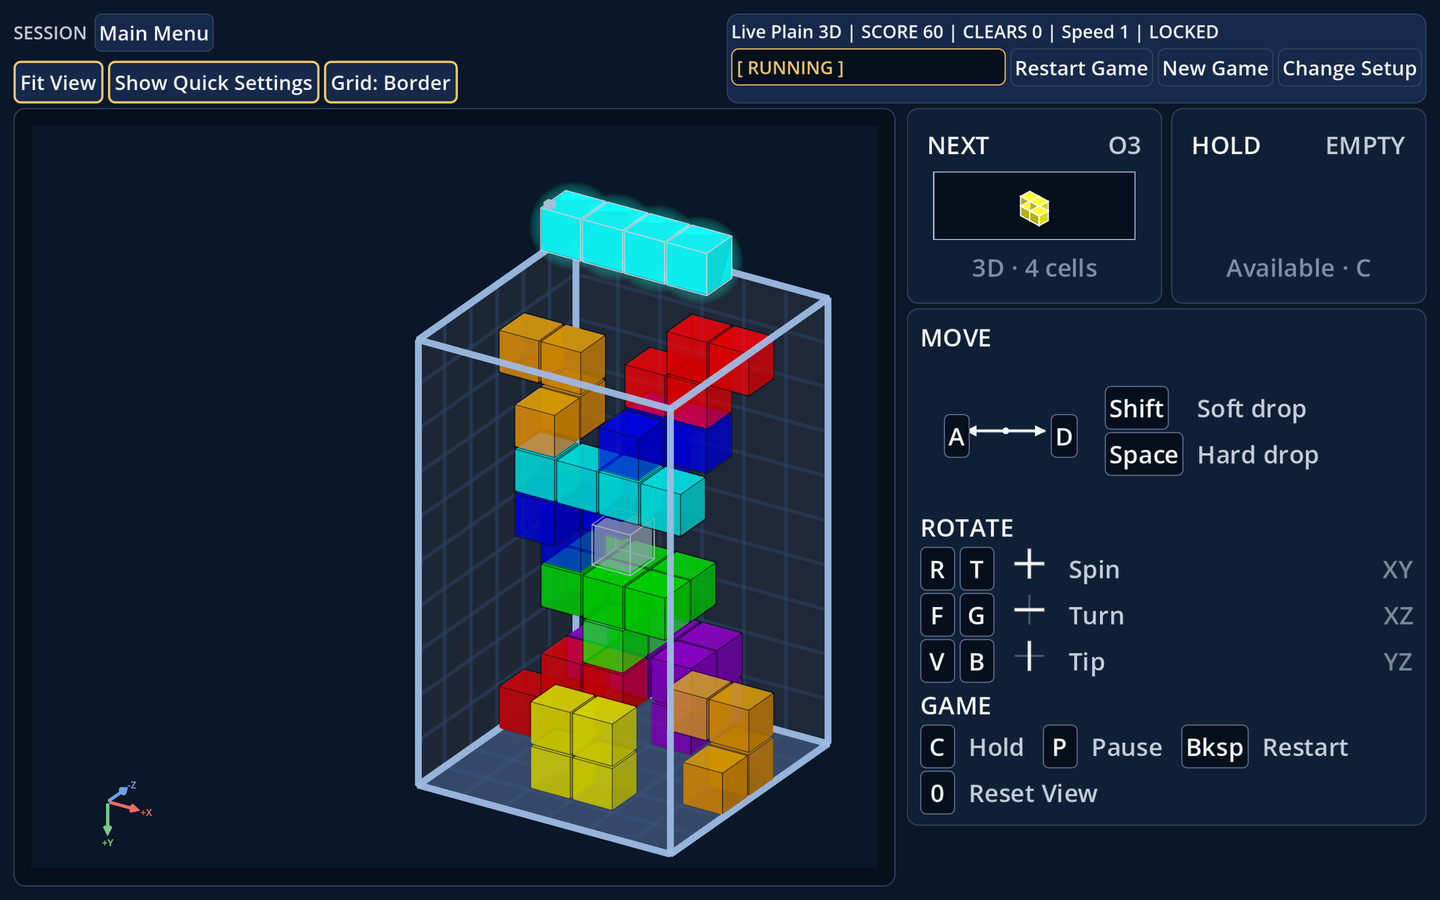 SESSION Main Menu
Fit View Show Quick Settings Grid: Border
Live Plain 3D | SCORE 60 | CLEARS 0 | Speed 1 | LOCKED
[ RUNNING ] Restart Game New Game Change Setup
NEXT O3
3D · 4 cells
HOLD EMPTY
Available · C
MOVE
A D
Shift Soft drop
Space Hard drop
ROTATE
R T Spin XY
F G Turn XZ
V B Tip YZ
GAME
C Hold P Pause Bksp Restart
0 Reset View
-Z
+X
+Y